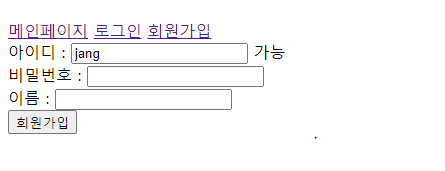 메인페이지 로그인 회원가입
아이디 : jang 가능
비밀번호 :
이름 :
회원가입